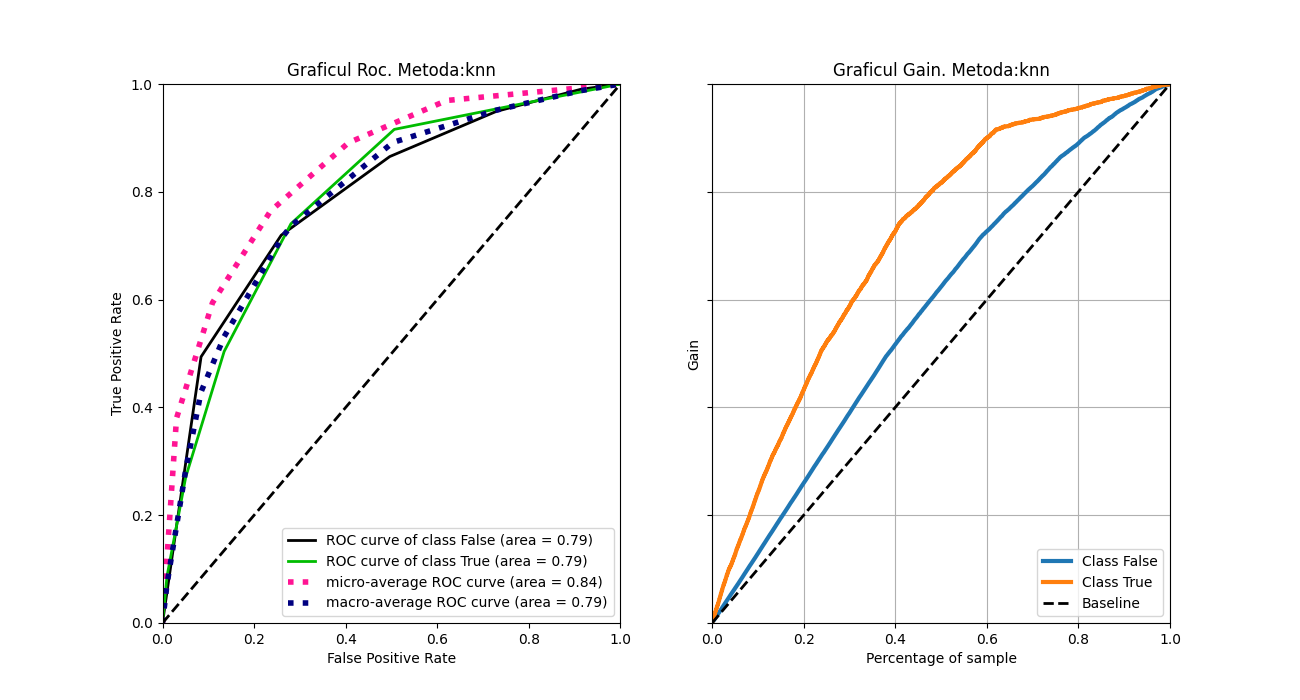 Graficul Roc. Metoda:knn
1.0
0.8
0.6
0.4
0.2
0.0
True Positive Rate
0.0 0.2 0.4 0.6 0.8 1.0
False Positive Rate
ROC curve of class False (area = 0.79)
ROC curve of class True (area = 0.79)
micro-average ROC curve (area = 0.84)
macro-average ROC curve (area = 0.79)
Graficul Gain. Metoda:knn
Gain
0.0 0.2 0.4 0.6 0.8 1.0
Percentage of sample
Class False
Class True
Baseline